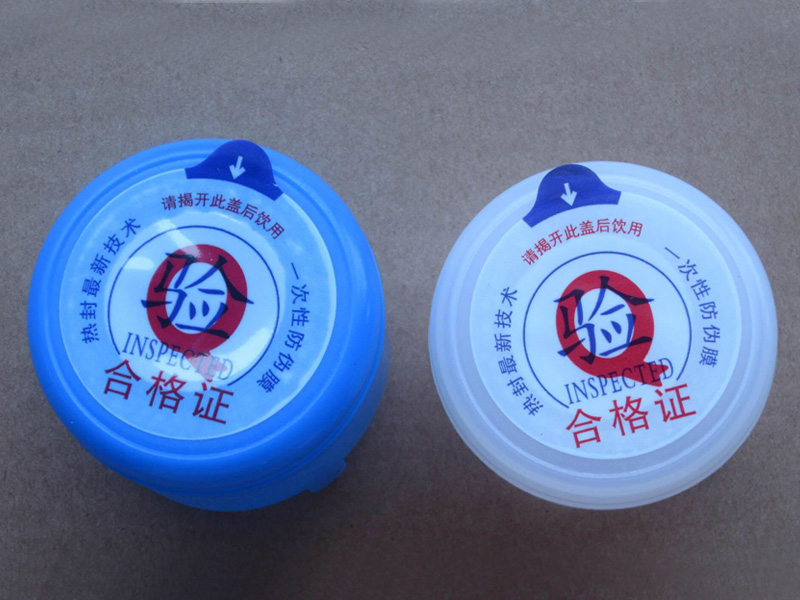 请揭开此盖后饮用
热封最新技术
一次性防伪膜
验
INSPECTED
合格证
请揭开此盖后饮用
热封最新技术
一次性防伪膜
验
INSPECTED
合格证